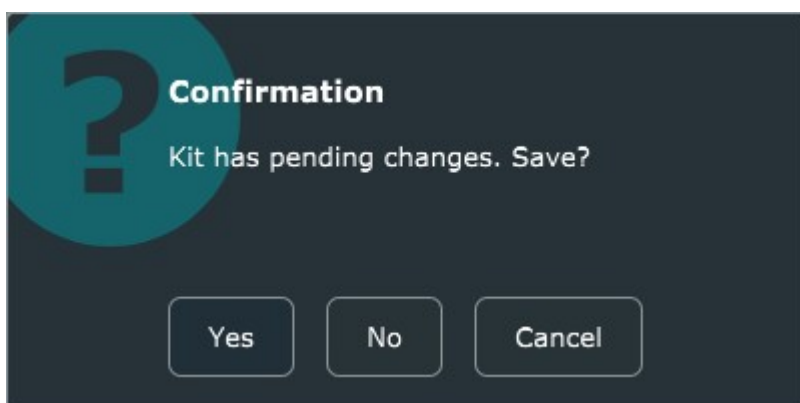 ?
Confirmation
Kit has pending changes. Save?
Yes No Cancel